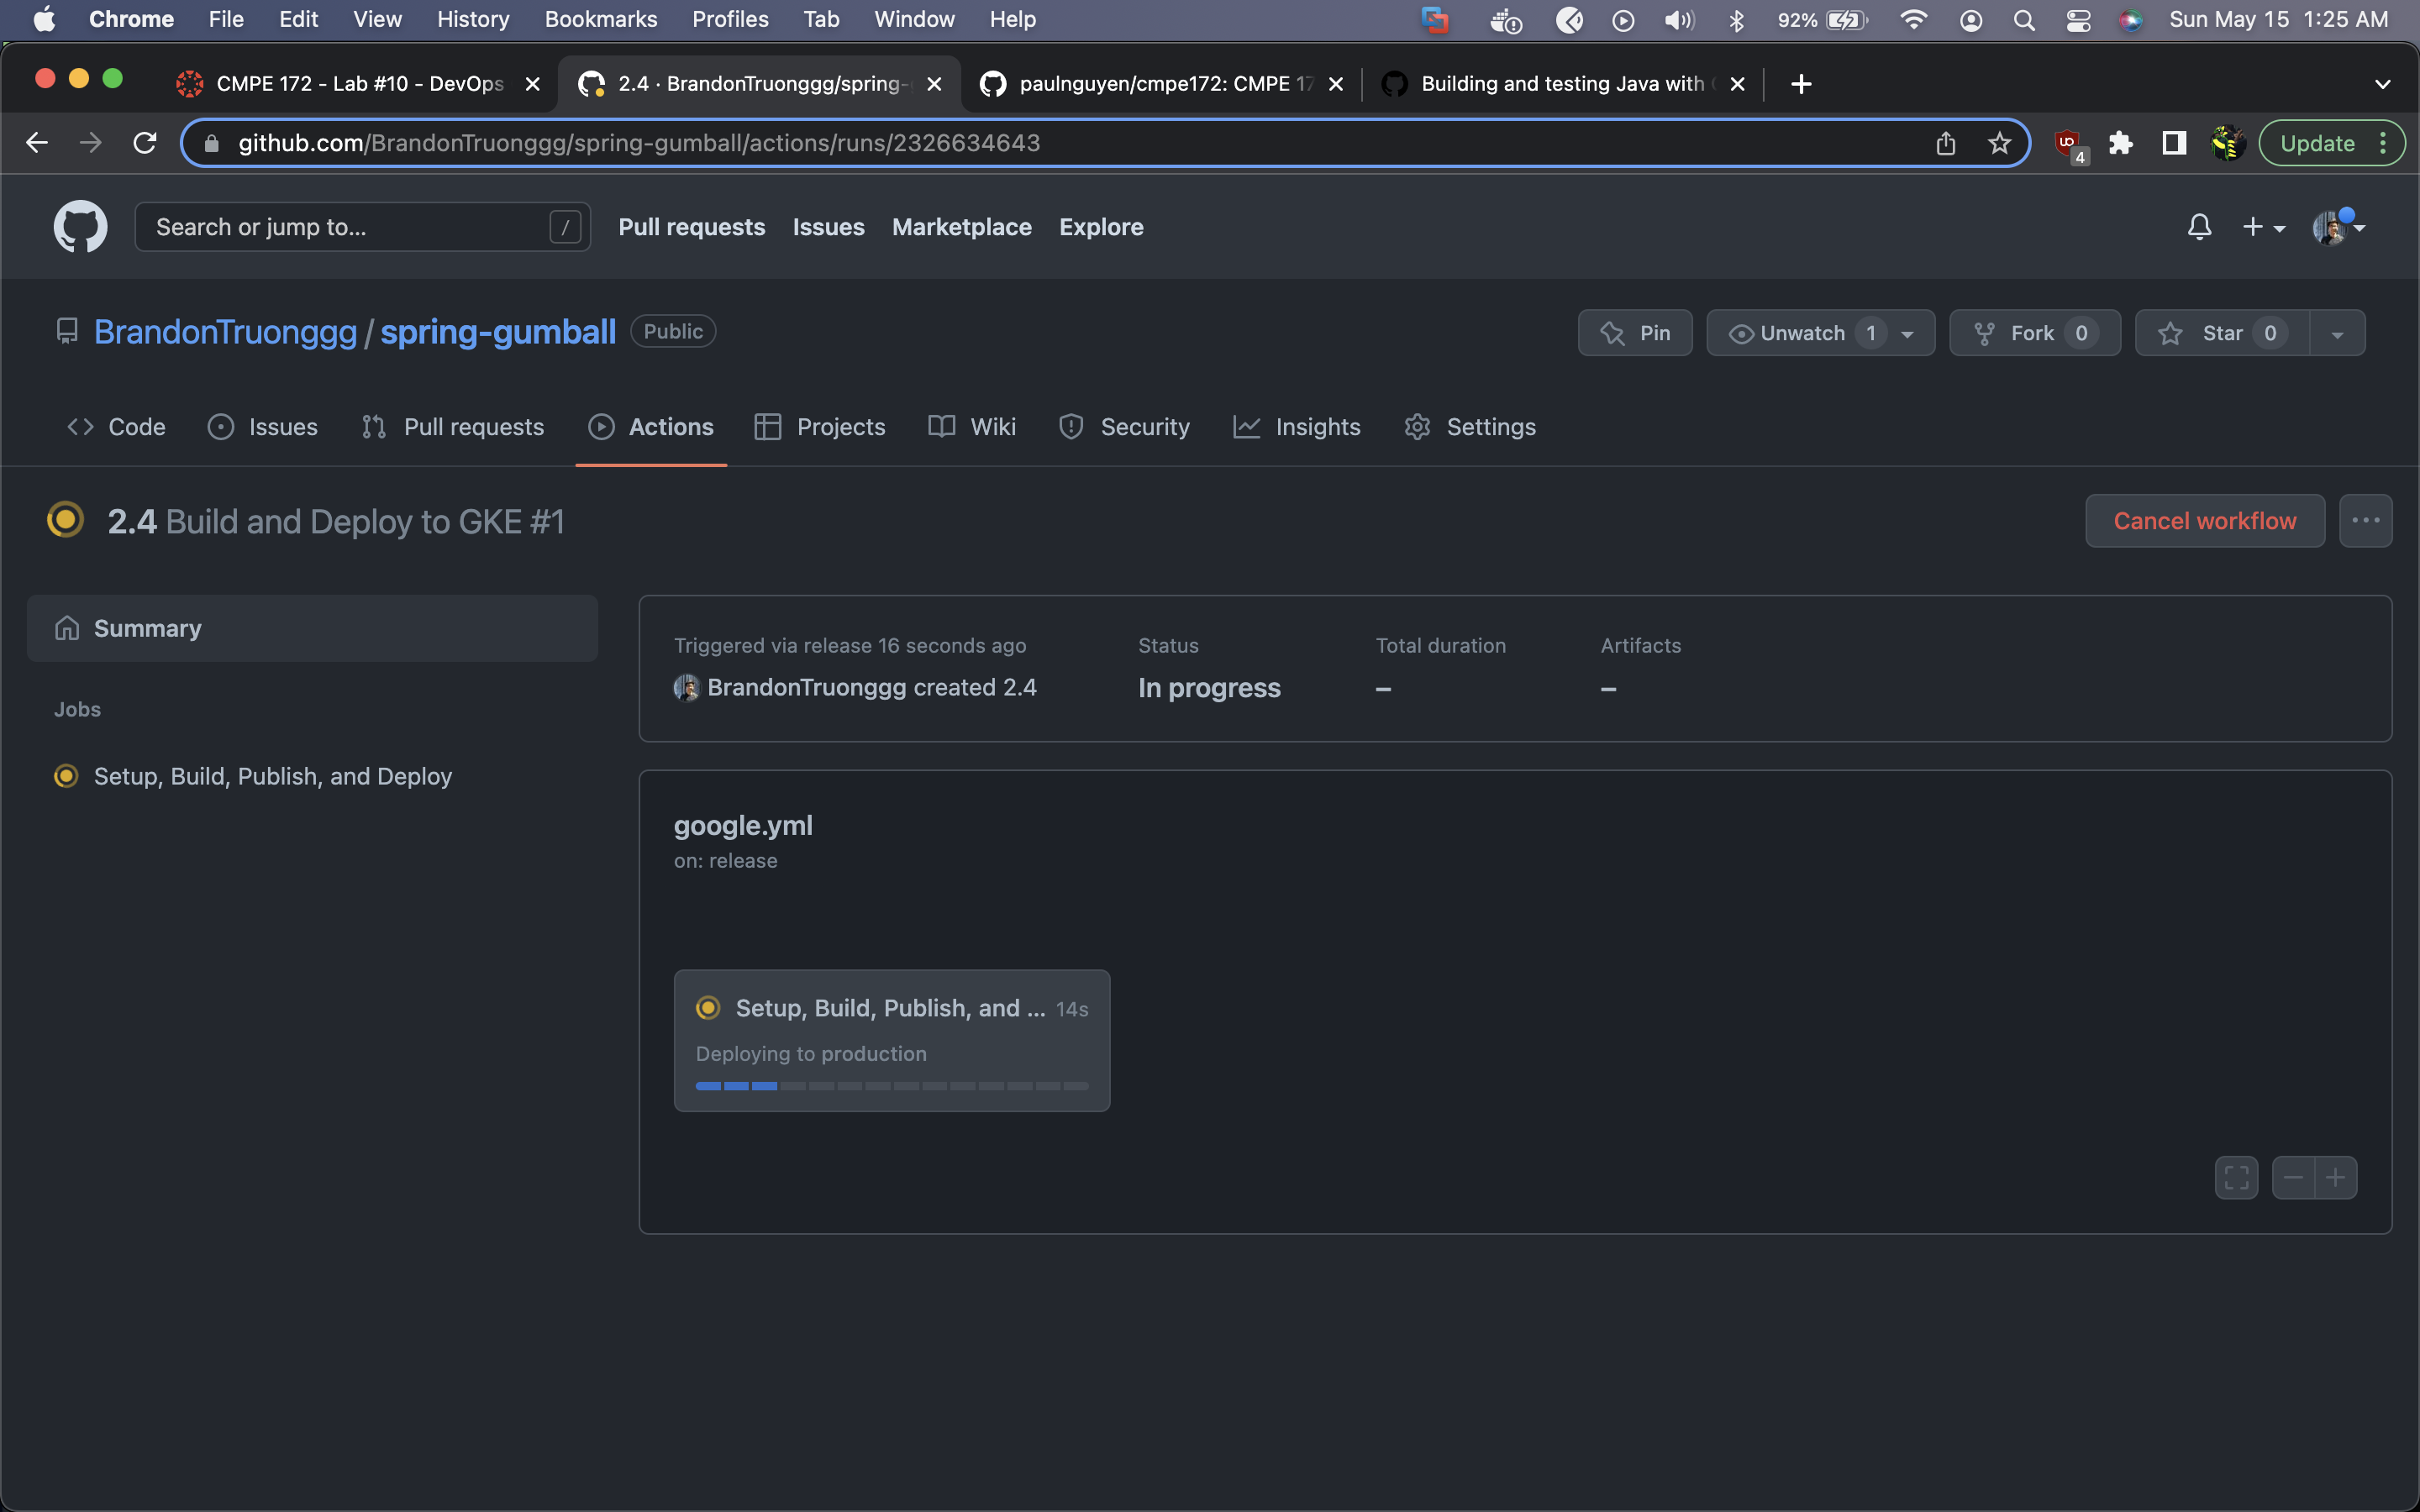 Chrome File Edit View History Bookmarks Profiles Tab Window Help 92% Sun May 15 1:25 AM
CMPE 172 - Lab #10 - DevOps 2.4 · BrandonTruonggg/spring- paulnguyen/cmpe172: CMPE 17 Building and testing Java with
github.com/BrandonTruonggg/spring-gumball/actions/runs/2326634643 4 Update
Search or jump to... / Pull requests Issues Marketplace Explore
BrandonTruonggg / spring-gumball Public Pin Unwatch 1 Fork 0 Star 0
Code Issues Pull requests Actions Projects Wiki Security Insights Settings
2.4 Build and Deploy to GKE #1 Cancel workflow
Summary
Triggered via release 16 seconds ago Status Total duration Artifacts
BrandonTruonggg created 2.4 In progress – –
Jobs
Setup, Build, Publish, and Deploy
google.yml
on: release
Setup, Build, Publish, and ... 14s
Deploying to production